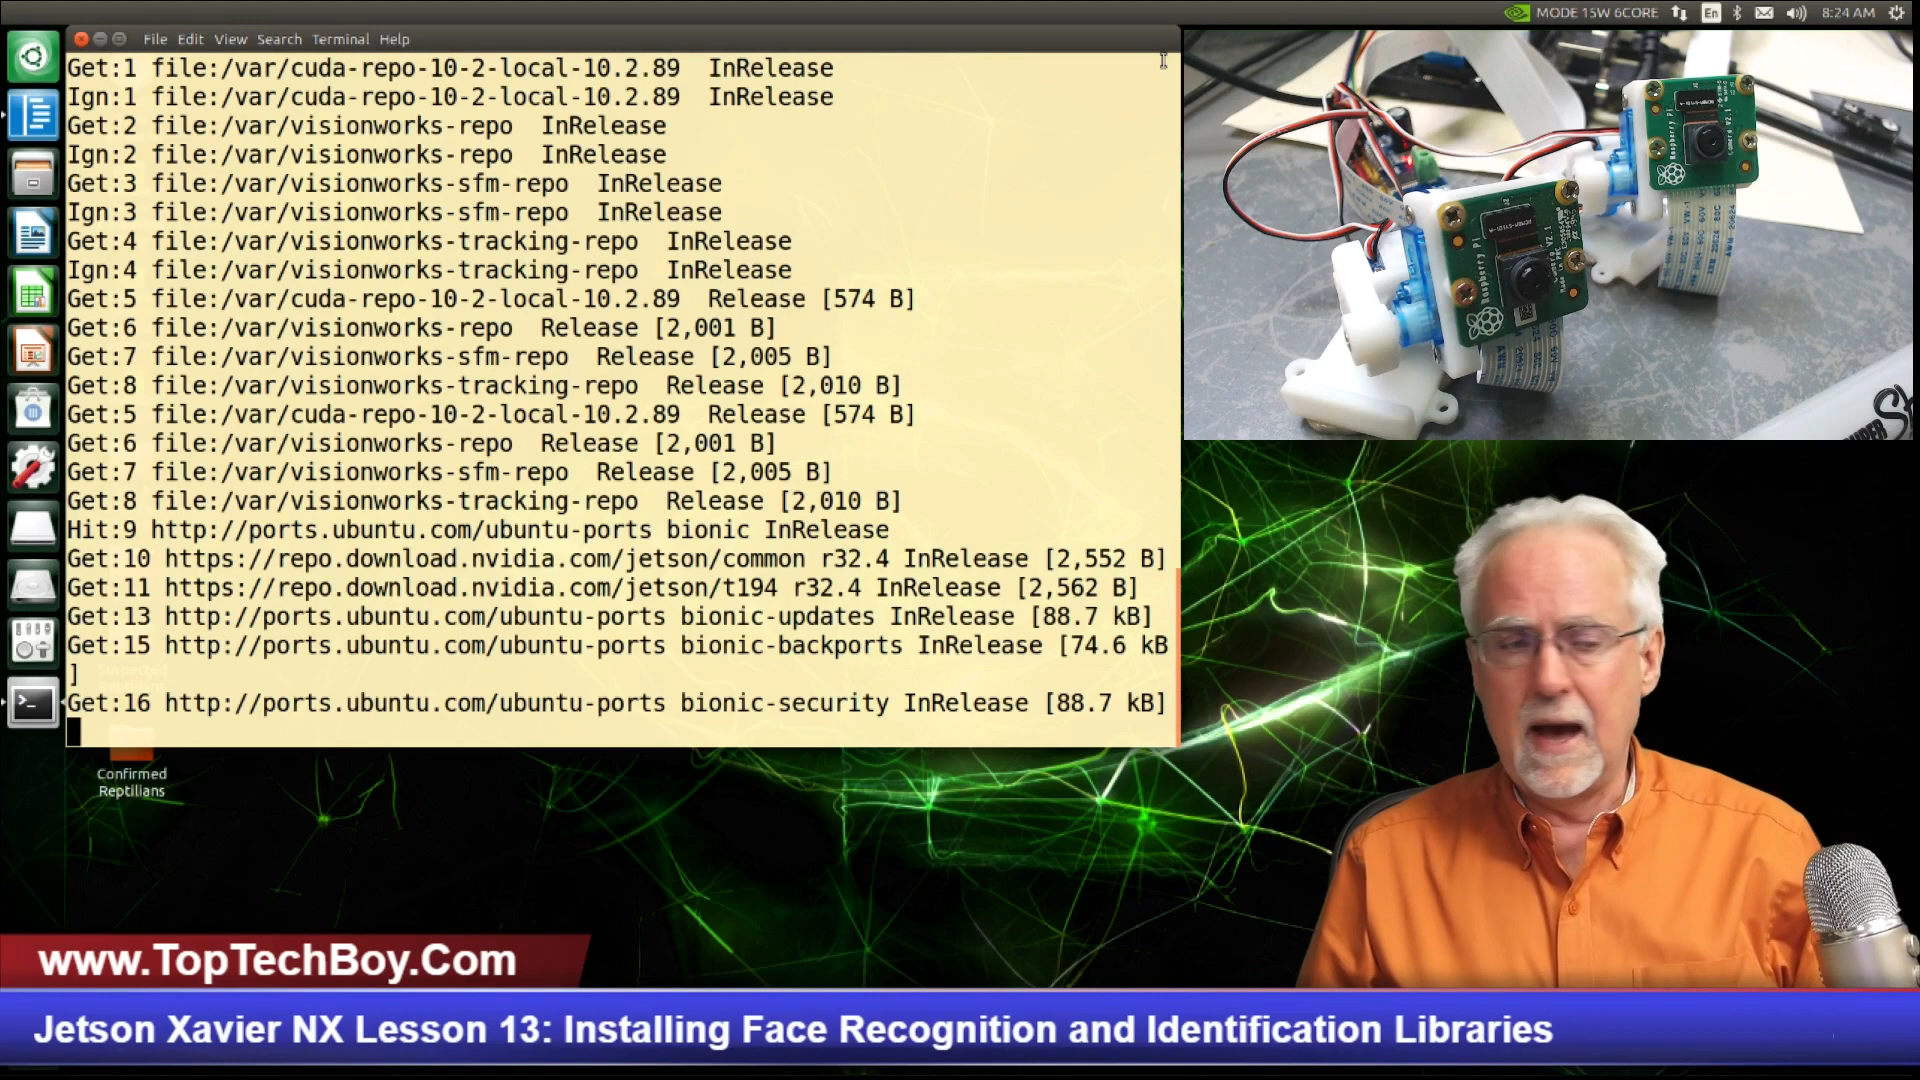 MODE 15W 6CORE En 8:24 AM
File Edit View Search Terminal Help
Get:1 file:/var/cuda-repo-10-2-local-10.2.89 InRelease
Ign:1 file:/var/cuda-repo-10-2-local-10.2.89 InRelease
Get:2 file:/var/visionworks-repo InRelease
Ign:2 file:/var/visionworks-repo InRelease
Get:3 file:/var/visionworks-sfm-repo InRelease
Ign:3 file:/var/visionworks-sfm-repo InRelease
Get:4 file:/var/visionworks-tracking-repo InRelease
Ign:4 file:/var/visionworks-tracking-repo InRelease
Get:5 file:/var/cuda-repo-10-2-local-10.2.89 Release [574 B]
Get:6 file:/var/visionworks-repo Release [2,001 B]
Get:7 file:/var/visionworks-sfm-repo Release [2,005 B]
Get:8 file:/var/visionworks-tracking-repo Release [2,010 B]
Get:5 file:/var/cuda-repo-10-2-local-10.2.89 Release [574 B]
Get:6 file:/var/visionworks-repo Release [2,001 B]
Get:7 file:/var/visionworks-sfm-repo Release [2,005 B]
Get:8 file:/var/visionworks-tracking-repo Release [2,010 B]
Hit:9 http://ports.ubuntu.com/ubuntu-ports bionic InRelease
Get:10 https://repo.download.nvidia.com/jetson/common r32.4 InRelease [2,552 B]
Get:11 https://repo.download.nvidia.com/jetson/t194 r32.4 InRelease [2,562 B]
Get:13 http://ports.ubuntu.com/ubuntu-ports bionic-updates InRelease [88.7 kB]
Get:15 http://ports.ubuntu.com/ubuntu-ports bionic-backports InRelease [74.6 kB
]
Get:16 http://ports.ubuntu.com/ubuntu-ports bionic-security InRelease [88.7 kB]
Confirmed
Reptilians
Raspberry Pi
Camera V2.1
Raspberry Pi
Camera V2.1
www.TopTechBoy.Com
Jetson Xavier NX Lesson 13: Installing Face Recognition and Identification Libraries